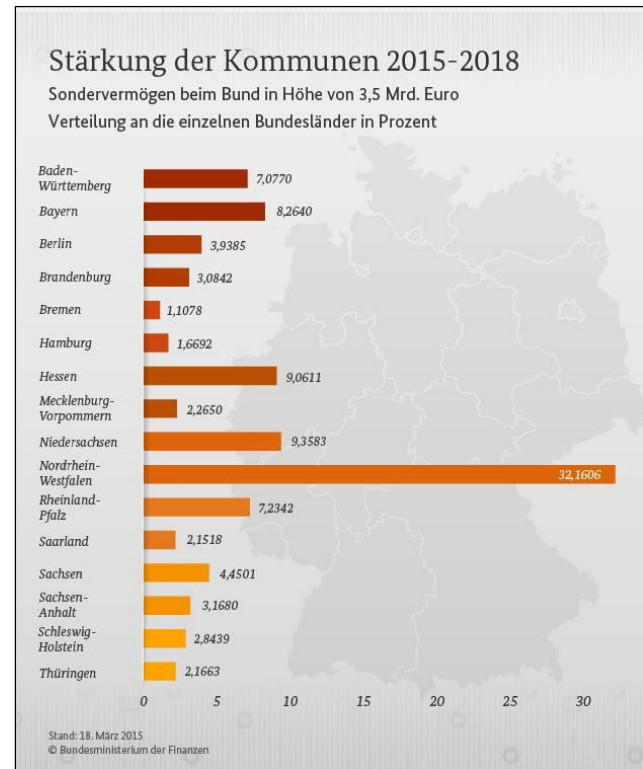 Stärkung der Kommunen 2015-2018
Sondervermögen beim Bund in Höhe von 3,5 Mrd. Euro
Verteilung an die einzelnen Bundesländer in Prozent
Baden-
Württemberg
7,0770
Bayern
8,2640
Berlin
3,9385
Brandenburg
3,0842
Bremen
1,1078
Hamburg
1,6692
Hessen
9,0611
Mecklenburg-
Vorpommern
2,2650
Niedersachsen
9,3583
Nordrhein-
Westfalen
32,1606
Rheinland-
Pfalz
7,2342
Saarland
2,1518
Sachsen
4,4501
Sachsen-
Anhalt
3,1680
Schleswig-
Holstein
2,8439
Thüringen
2,1663
0 5 10 15 20 25 30
Stand: 18. März 2015
© Bundesministerium der Finanzen